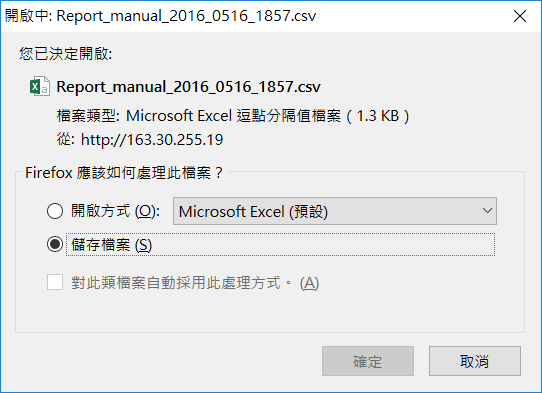 開啟中: Report_manual_2016_0516_1857.csv
您已決定開啟:
Report_manual_2016_0516_1857.csv
檔案類型: Microsoft Excel 逗點分隔值檔案 ( 1.3 KB )
從: http://163.30.255.19
Firefox 應該如何處理此檔案？
開啟方式 (O): Microsoft Excel (預設)
儲存檔案 (S)
對此類檔案自動採用此處理方式。 (A)
確定 取消